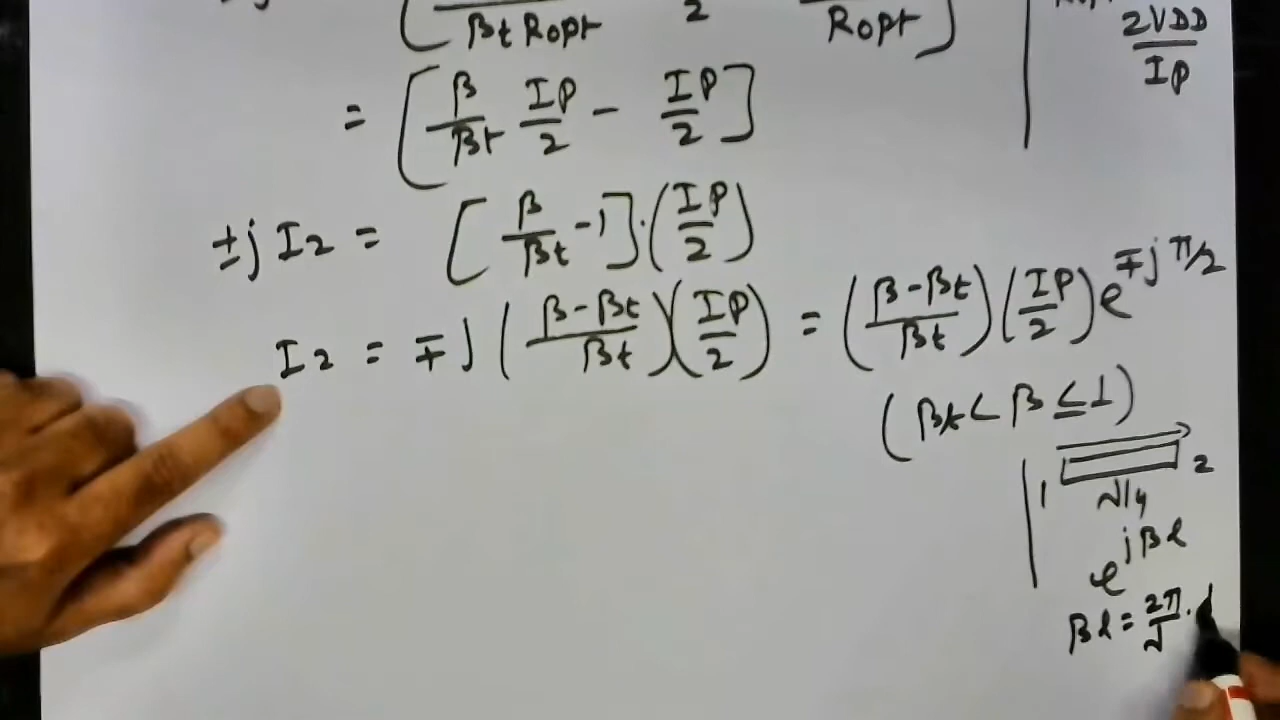 βt Ropt 2 Ropt
2VDD
Ip
= [ β/βt Ip/2 − Ip/2 ]
±j I2 = [ β/βt −1 ].(Ip/2)
I2 = ∓j (β−βt/βt)(Ip/2) = (β−βt/βt)(Ip/2)e^∓jπ/2
(βt < β ≤ 1)
1 2
λ/4
e^jβl
βl = 2π/λ .